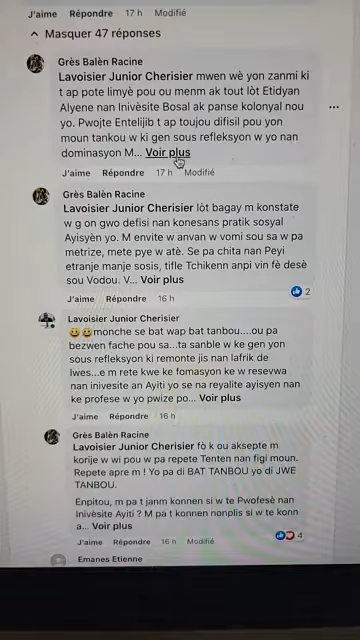 J'aime Répondre 17 h Modifié
Masquer 47 réponses
Grès Balèn Racine
Lavoisier Junior Cherisier mwen wè yon zanmi ki
t ap pote limyè pou ou menm ak tout lòt Etidyan
Alyene nan Inivèsite Bosal ak panse kolonyal nou
yo. Pwojte Entelijib t ap toujou difisil pou yon
moun tankou w ki gen sous refleksyon w yo nan
dominasyon M... Voir plus
J'aime Répondre 17 h Modifié
Grès Balèn Racine
Lavoisier Junior Cherisier lòt bagay m konstate
w g on gwo defisi nan konesans pratik sosyal
Ayisyèn yo. M envite w anvan w vomi sou sa w pa
metrize, mete pye w atè. Se pa chita nan Peyi
etranje manje sosis, tifle Tchikenn anpi vin fè desè
sou Vodou. V... Voir plus
J'aime Répondre 16 h
2
Lavoisier Junior Cherisier
😄😄monche se bat wap bat tanbou....ou pa
bezwen fache pou sa...ta sanble w ke gen yon
sous refleksyon ki remonte jis nan lafrik de
lwes...e m rete kwe ke fomasyon ke w resevwa
nan inivesite an Ayiti yo se na reyalite ayisyen nan
ke profese w yo pwize po... Voir plus
J'aime Répondre 16 h
Grès Balèn Racine
Lavoisier Junior Cherisier fò k ou aksepte m
korije w wi pou w pa repete Tenten nan figi moun.
Repete apre m ! Yo pa di BAT TANBOU yo di JWE
TANBOU.
Enpitou, m pa t janm konnen si w te Pwofesè nan
Inivèsite Ayiti ? M pa t konnen nonplis si w te konn
a... Voir plus
J'aime Répondre 16 h Modifié
4
Emanes Etienne